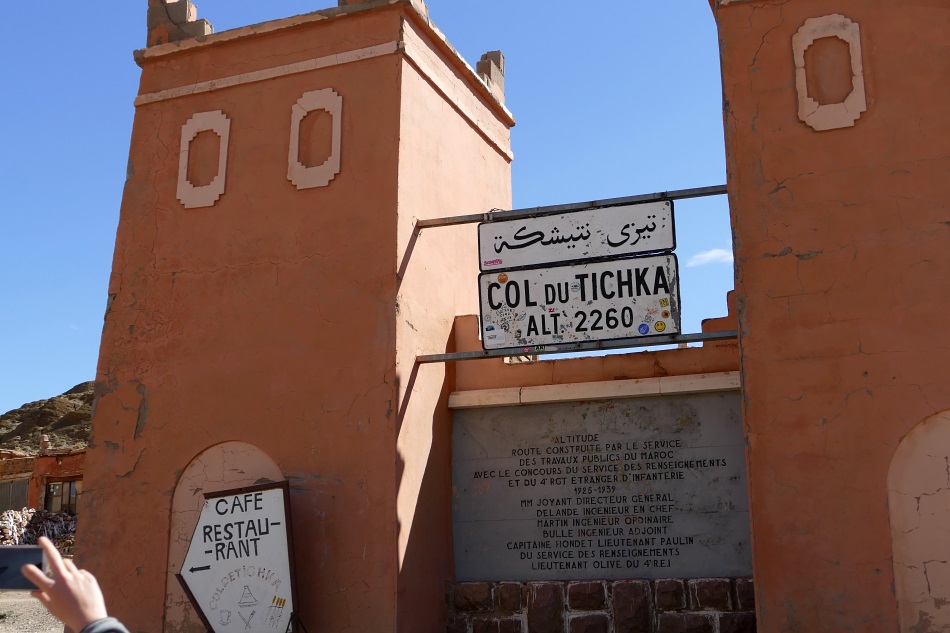 تيزي نتيشكة
COL DU TICHKA
ALT 2260
ALTITUDE
ROUTE CONSTRUITE PAR LE SERVICE
DES TRAVAUX PUBLICS DU MAROC
AVEC LE CONCOURS DU SERVICE DES RENSEIGNEMENTS
ET DU 4e RGT ETRANGER D'INFANTERIE
1925-1939
MM JOYANT DIRECTEUR GENERAL
DELANDE INGENIEUR EN CHEF
MARTIN INGENIEUR ORDINAIRE
BULLE INGENIEUR ADJOINT
CAPITAINE HONDET LIEUTENANT PAULIN
DU SERVICE DES RENSEIGNEMENTS
LIEUTENANT OLIVE DU 4e REI
CAFE
RESTAU-
-RANT
COLDETICHKA